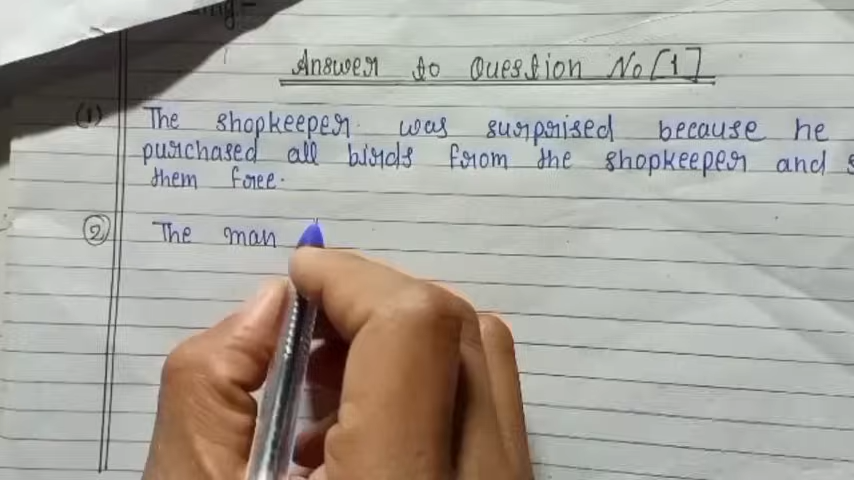 Answer to Question No [1]
(1) The shopkeeper was surprised because he
purchased all birds from the shopkeeper and
them free.
(2) The man